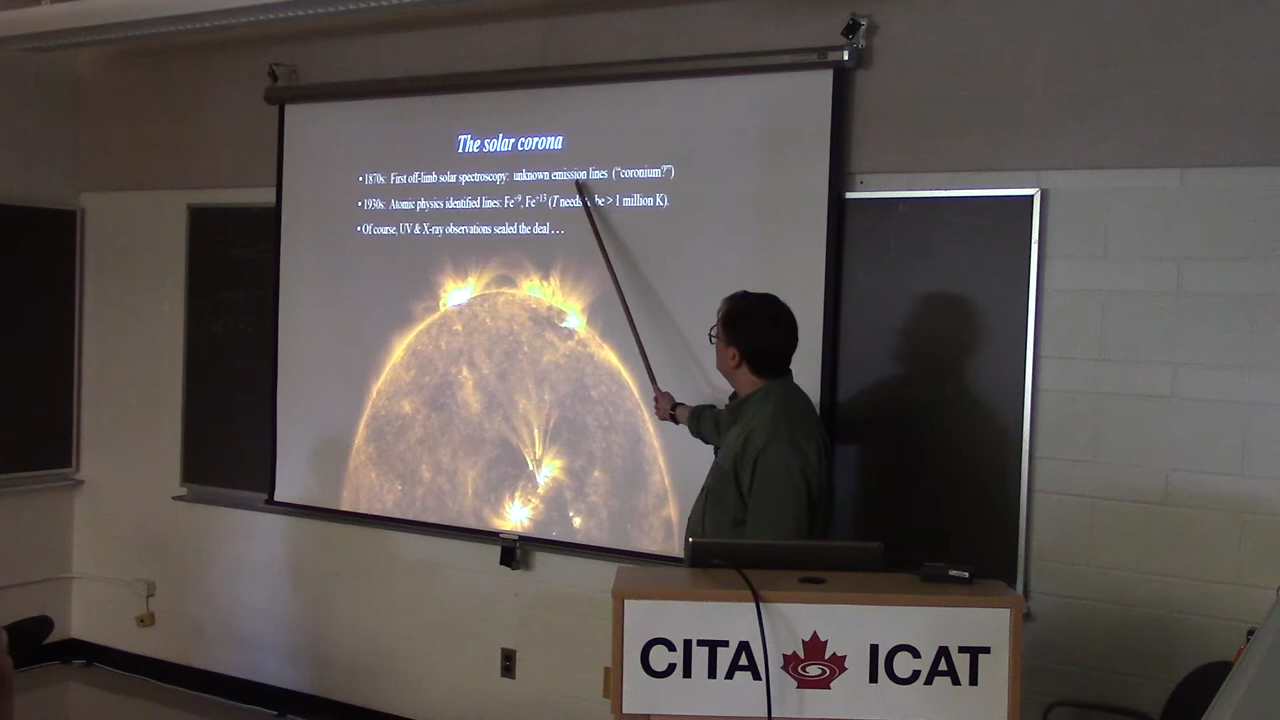 The solar corona
• 1870s: First off-limb solar spectroscopy: unknown emission lines ("coronium?")
• 1930s: Atomic physics identified lines: Fe+9, Fe+13 (T needs be > 1 million K).
• Of course, UV & X-ray observations sealed the deal . . .
CITA ICAT